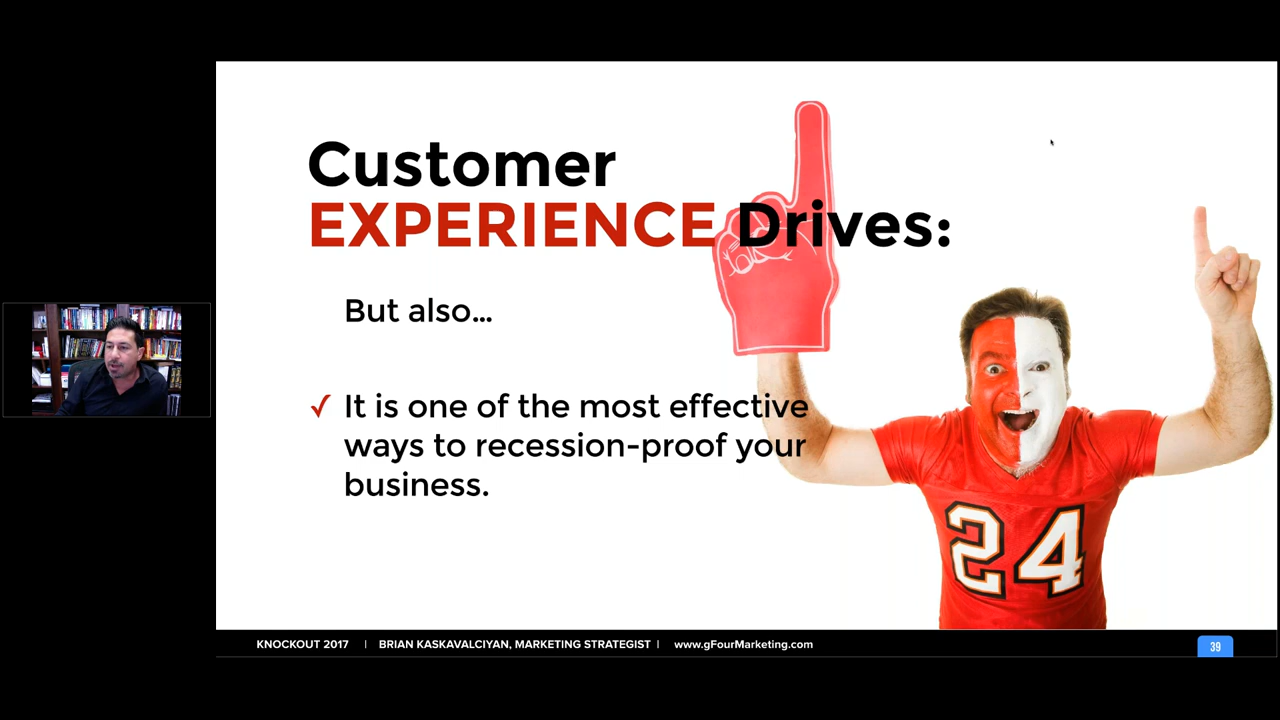 Customer
EXPERIENCE Drives:
But also...
✓ It is one of the most effective
ways to recession-proof your
business.
24
KNOCKOUT 2017 | BRIAN KASKAVALCIYAN, MARKETING STRATEGIST | www.gFourMarketing.com
39